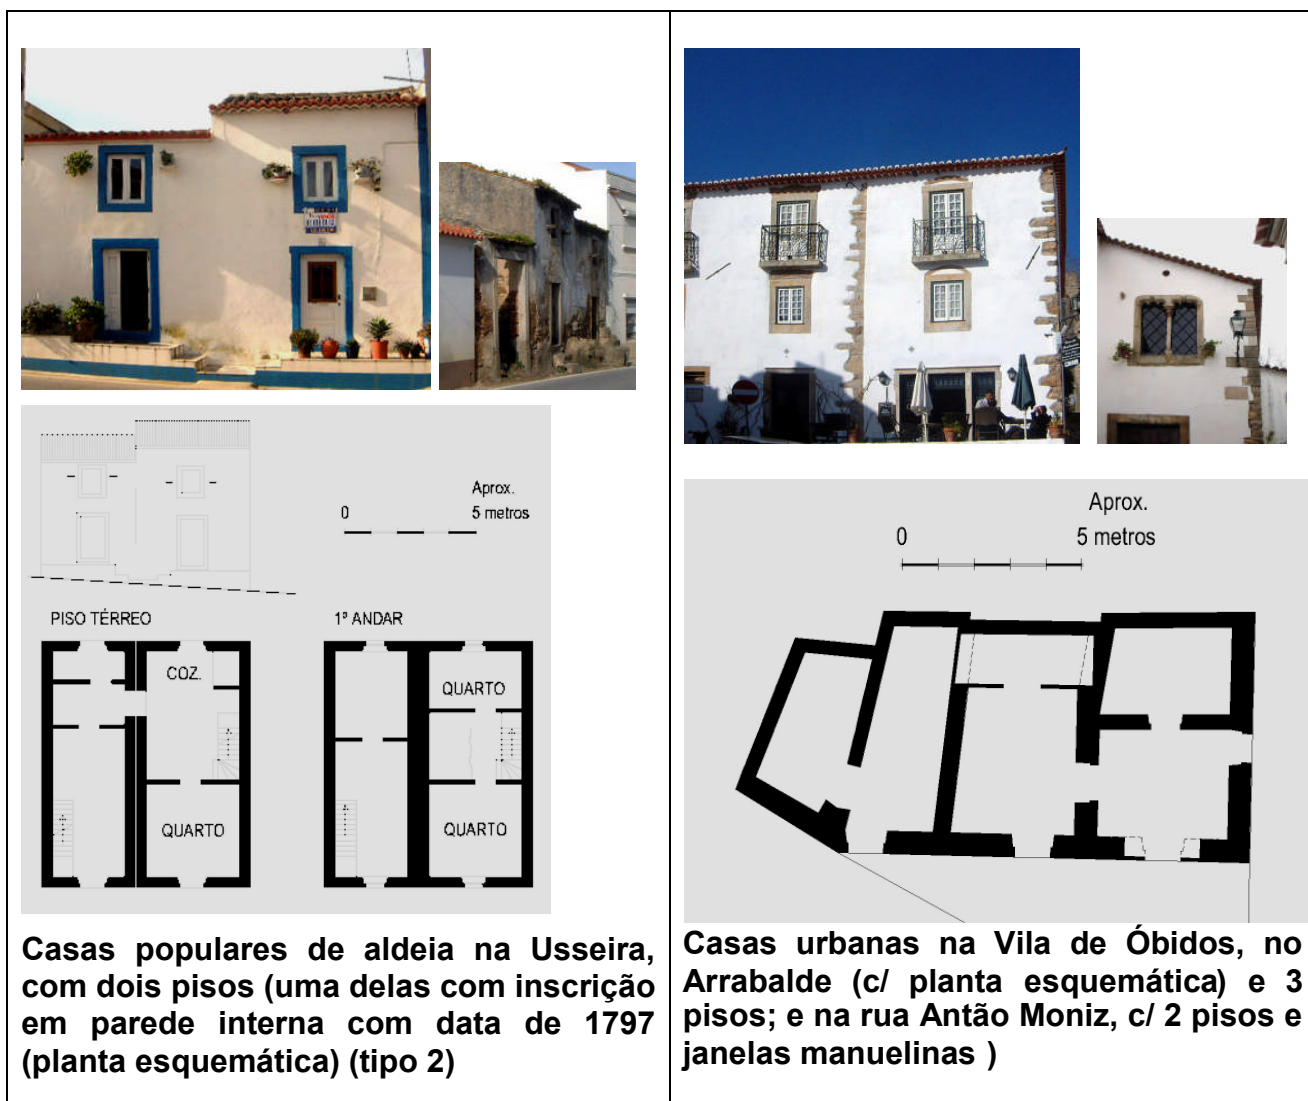 Aprox.
0 5 metros
PISO TÉRREO 1º ANDAR
COZ.
QUARTO
QUARTO
QUARTO
Casas populares de aldeia na Usseira,
com dois pisos (uma delas com inscrição
em parede interna com data de 1797
(planta esquemática) (tipo 2)
Aprox.
0 5 metros
Casas urbanas na Vila de Óbidos, no
Arrabalde (c/ planta esquemática) e 3
pisos; e na rua Antão Moniz, c/ 2 pisos e
janelas manuelinas )